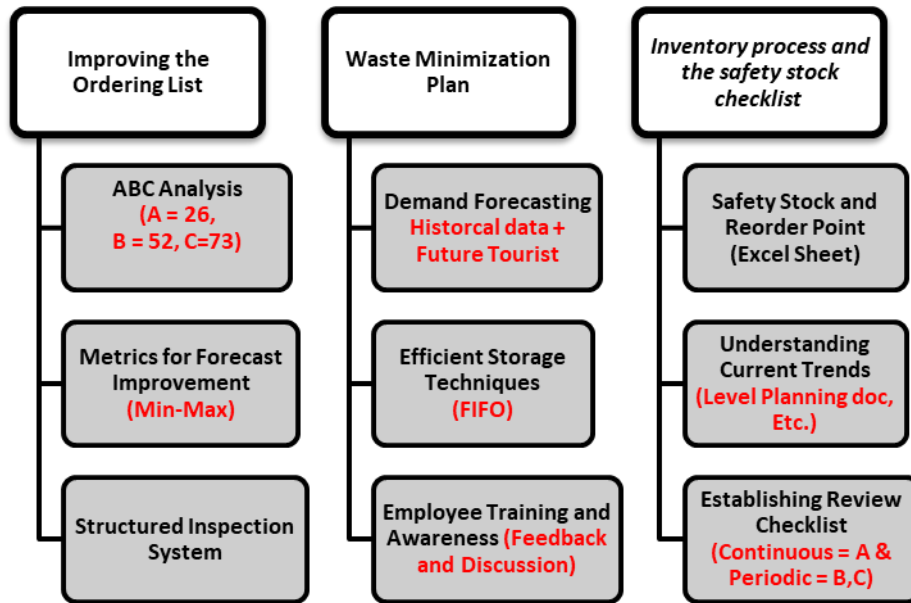 Improving the
Ordering List
ABC Analysis
(A = 26,
B = 52, C=73)
Metrics for Forecast
Improvement
(Min-Max)
Structured Inspection
System
Waste Minimization
Plan
Demand Forecasting
Historcal data +
Future Tourist
Efficient Storage
Techniques
(FIFO)
Employee Training and
Awareness (Feedback
and Discussion)
Inventory process and
the safety stock
checklist
Safety Stock and
Reorder Point
(Excel Sheet)
Understanding
Current Trends
(Level Planning doc,
Etc.)
Establishing Review
Checklist
(Continuous = A &
Periodic = B,C)